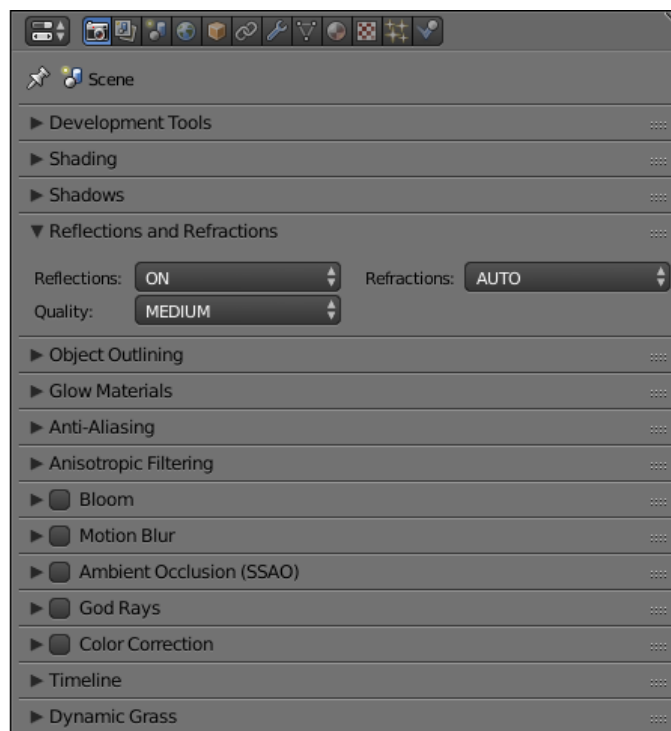 Scene
Development Tools
Shading
Shadows
Reflections and Refractions
Reflections: ON Refractions: AUTO
Quality: MEDIUM
Object Outlining
Glow Materials
Anti-Aliasing
Anisotropic Filtering
Bloom
Motion Blur
Ambient Occlusion (SSAO)
God Rays
Color Correction
Timeline
Dynamic Grass